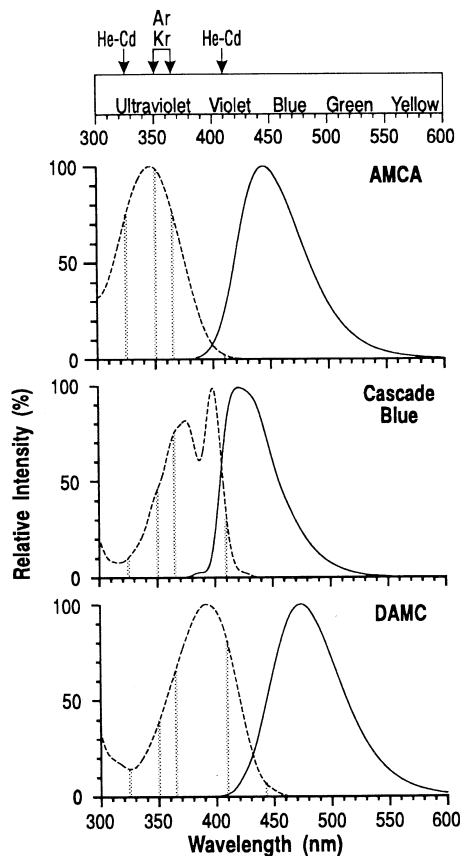 Ar
He-Cd Kr He-Cd
Ultraviolet Violet Blue Green Yellow
300 350 400 450 500 550 600
100
AMCA
50
0
100
Cascade
Blue
50
0
100
DAMC
50
0
300 350 400 450 500 550 600
Wavelength (nm)
Relative Intensity (%)